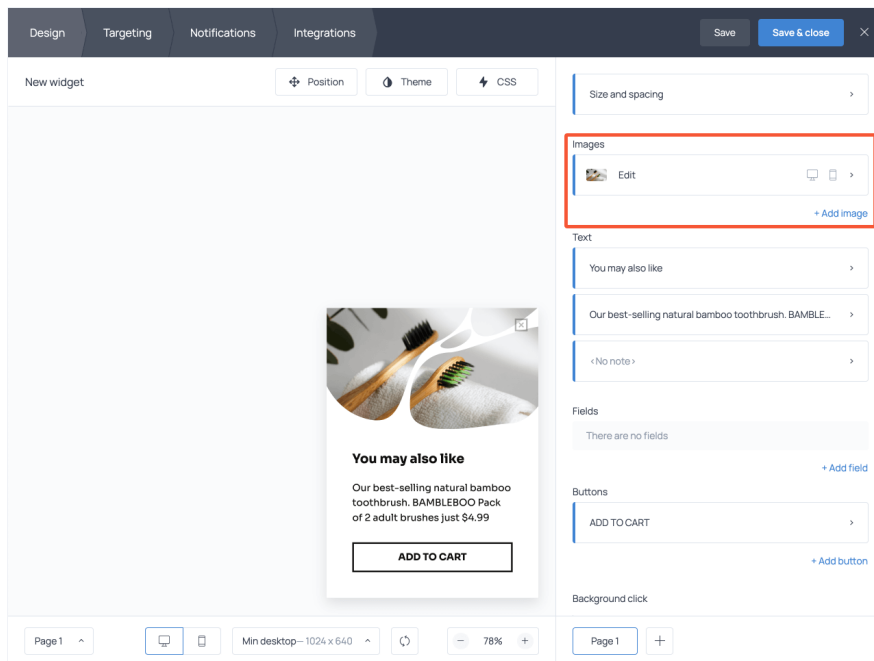 Design
Targeting
Notifications
Integrations
Save
Save & close
New widget
Position
Theme
CSS
Size and spacing
Images
Edit
+ Add image
Text
You may also like
Our best-selling natural bamboo toothbrush. BAMBLE...
<No note>
Fields
There are no fields
+ Add field
Buttons
ADD TO CART
+ Add button
Background click
You may also like
Our best-selling natural bamboo
toothbrush. BAMBLEBOO Pack
of 2 adult brushes just $4.99
ADD TO CART
Page 1
Min desktop— 1024 x 640
− 78% +
Page 1
+